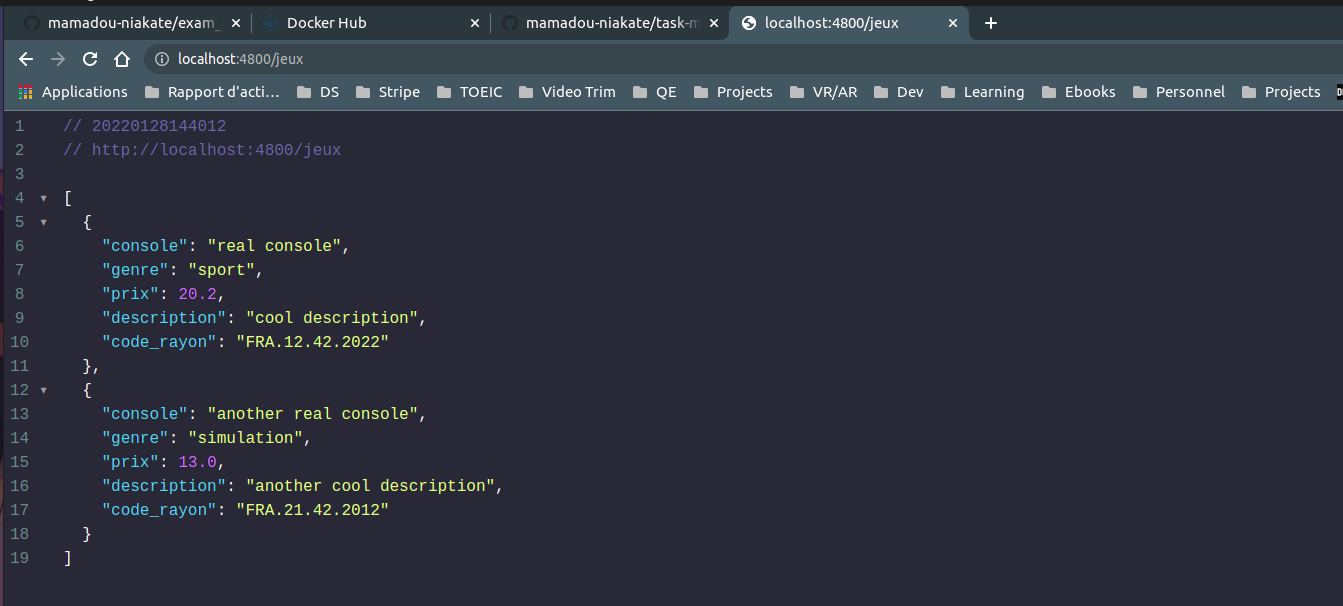 mamadou-niakate/exam_
Docker Hub
mamadou-niakate/task-m
localhost:4800/jeux
localhost:4800/jeux
Applications Rapport d'acti... DS Stripe TOEIC Video Trim QE Projects VR/AR Dev Learning Ebooks Personnel Projects
1 // 20220128144012
2 // http://localhost:4800/jeux
3
4 [
5 {
6 "console": "real console",
7 "genre": "sport",
8 "prix": 20.2,
9 "description": "cool description",
10 "code_rayon": "FRA.12.42.2022"
11 },
12 {
13 "console": "another real console",
14 "genre": "simulation",
15 "prix": 13.0,
16 "description": "another cool description",
17 "code_rayon": "FRA.21.42.2012"
18 }
19 ]